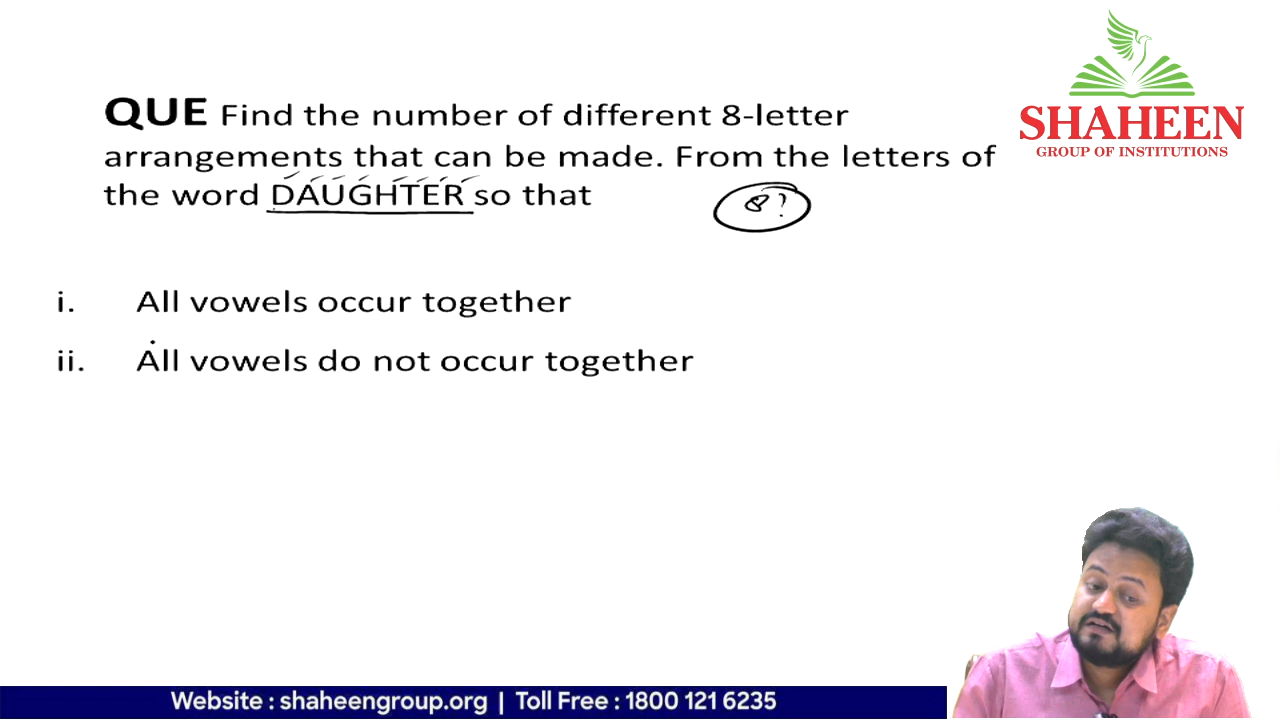 SHAHEEN
GROUP OF INSTITUTIONS
QUE Find the number of different 8-letter
arrangements that can be made. From the letters of
the word DAUGHTER so that
8!
i. All vowels occur together
ii. All vowels do not occur together
Website : shaheengroup.org | Toll Free : 1800 121 6235